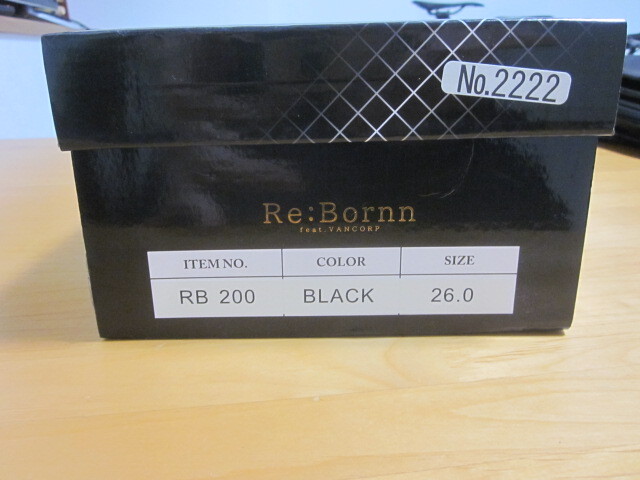 No.2222
Re:Bornn
feat.VANCORP
ITEM NO. COLOR SIZE
RB 200 BLACK 26.0